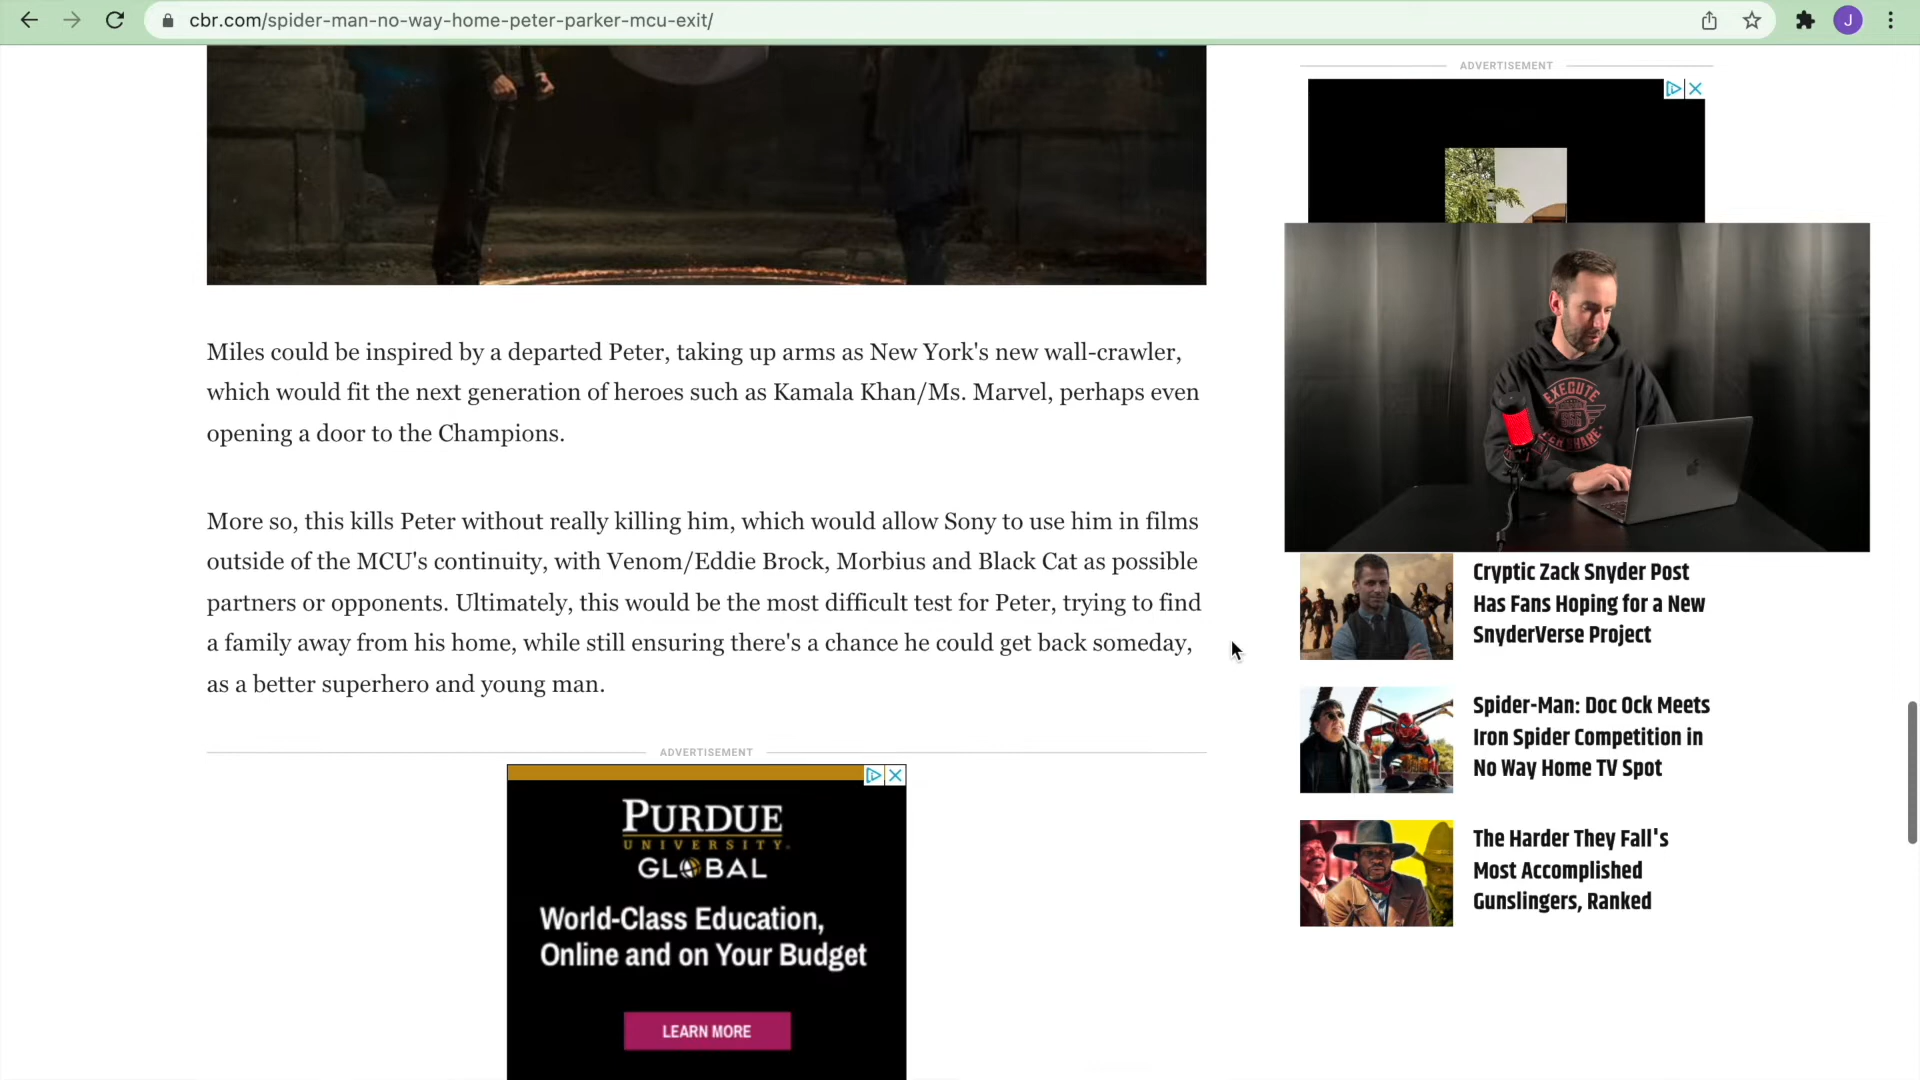 cbr.com/spider-man-no-way-home-peter-parker-mcu-exit/
J
ADVERTISEMENT
Miles could be inspired by a departed Peter, taking up arms as New York's new wall-crawler,
which would fit the next generation of heroes such as Kamala Khan/Ms. Marvel, perhaps even
opening a door to the Champions.
More so, this kills Peter without really killing him, which would allow Sony to use him in films
outside of the MCU's continuity, with Venom/Eddie Brock, Morbius and Black Cat as possible
partners or opponents. Ultimately, this would be the most difficult test for Peter, trying to find
a family away from his home, while still ensuring there's a chance he could get back someday,
as a better superhero and young man.
ADVERTISEMENT
PURDUE
UNIVERSITY
GLOBAL
World-Class Education,
Online and on Your Budget
LEARN MORE
EXECUTE
666
Cryptic Zack Snyder Post
Has Fans Hoping for a New
SnyderVerse Project
Spider-Man: Doc Ock Meets
Iron Spider Competition in
No Way Home TV Spot
The Harder They Fall's
Most Accomplished
Gunslingers, Ranked